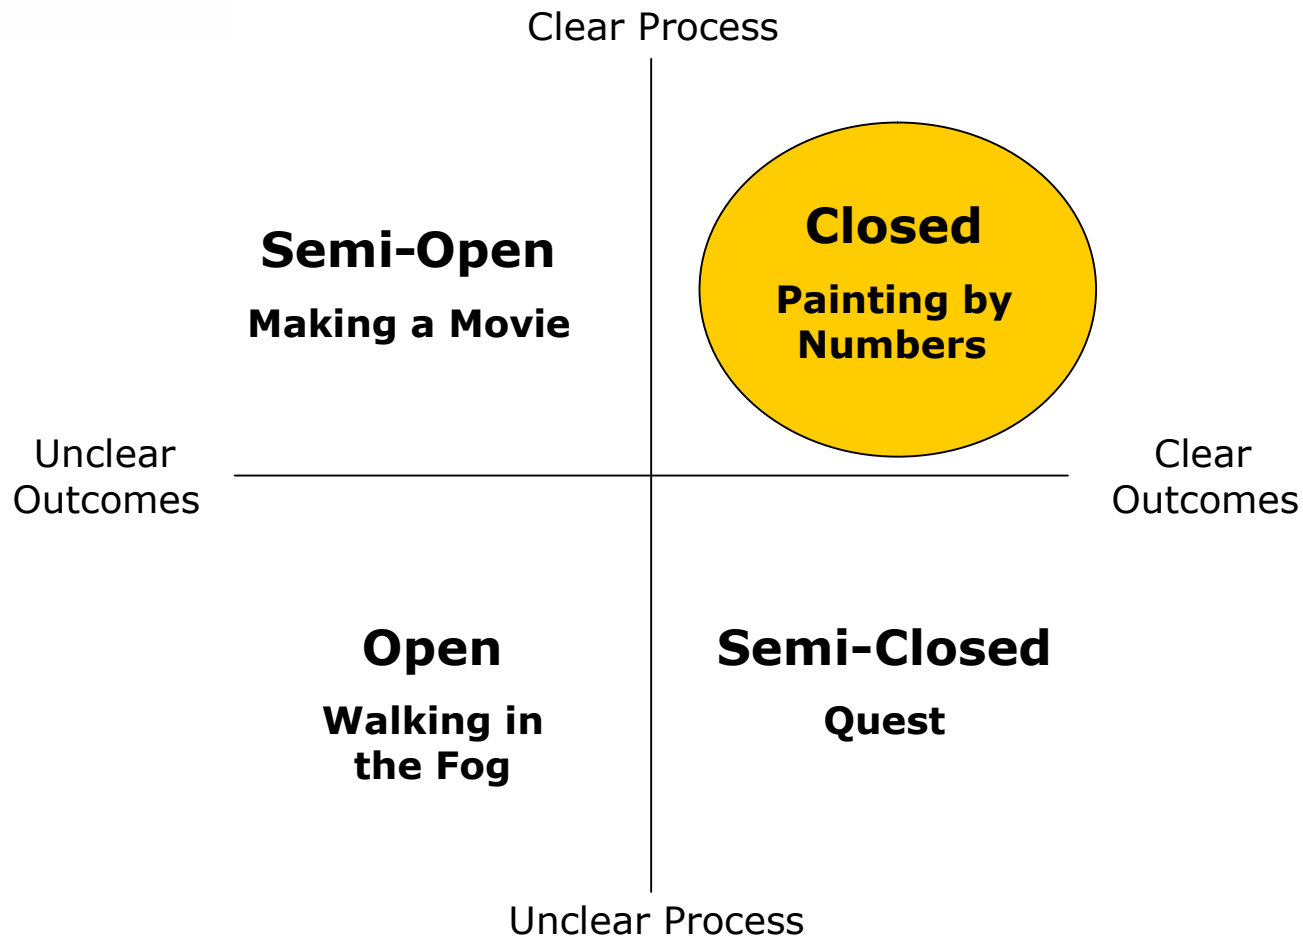 Clear Process
Semi-Open
Making a Movie
Closed
Painting by
Numbers
Unclear
Outcomes
Clear
Outcomes
Open
Walking in
the Fog
Semi-Closed
Quest
Unclear Process